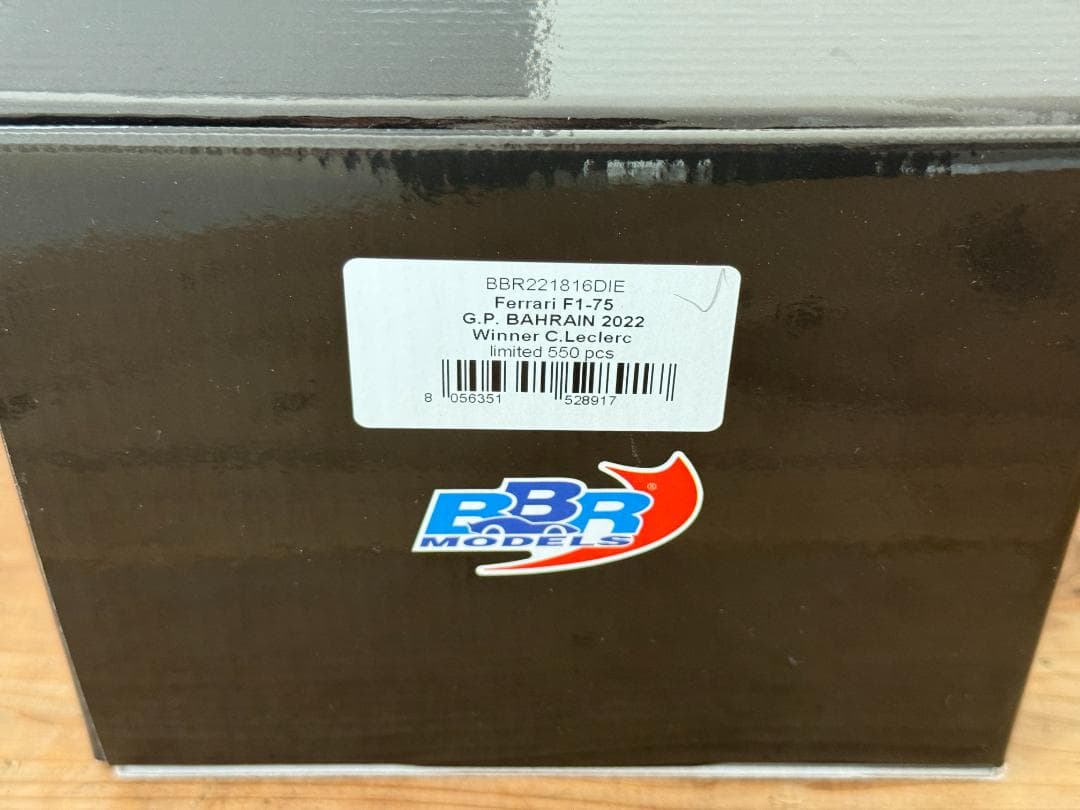 BBR221816DIE
Ferrari F1-75
G.P. BAHRAIN 2022
Winner C.Leclerc
limited 550 pcs
8 056351 528917
BBR®
MODELS